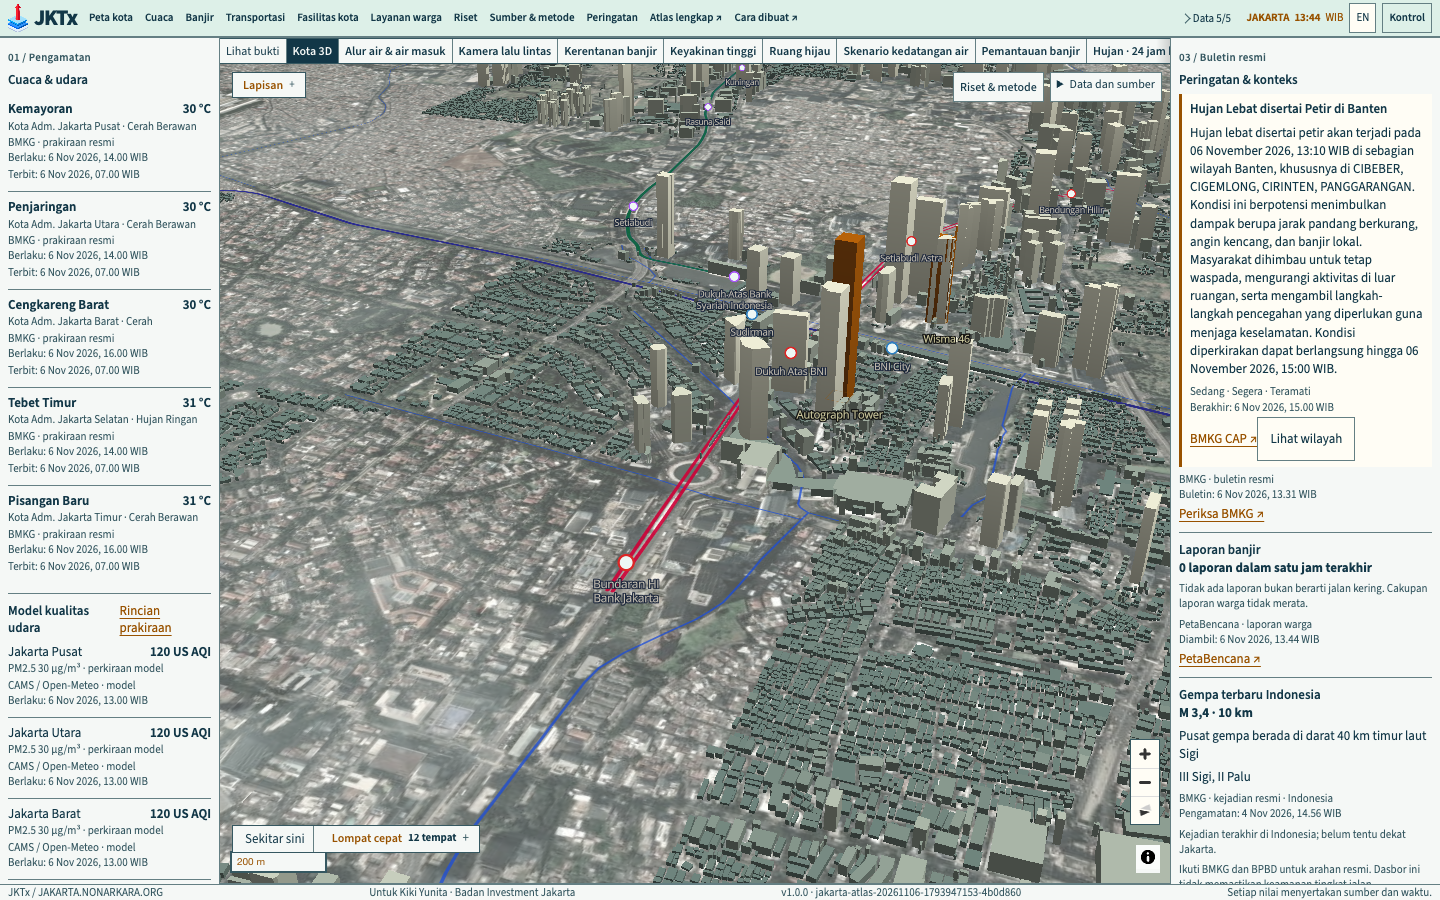 JKTx
Peta kota
Cuaca
Banjir
Transportasi
Fasilitas kota
Layanan warga
Riset
Sumber & metode
Peringatan
Atlas lengkap ↗
Cara dibuat ↗
Data 5/5
JAKARTA 13:44 WIB
EN
Kontrol
01 / Pengamatan
Cuaca & udara
Kemayoran 30 °C
Kota Adm. Jakarta Pusat · Cerah Berawan
BMKG · prakiraan resmi
Berlaku: 6 Nov 2026, 14.00 WIB
Terbit: 6 Nov 2026, 07.00 WIB
Penjaringan 30 °C
Kota Adm. Jakarta Utara · Cerah Berawan
BMKG · prakiraan resmi
Berlaku: 6 Nov 2026, 14.00 WIB
Terbit: 6 Nov 2026, 07.00 WIB
Cengkareng Barat 30 °C
Kota Adm. Jakarta Barat · Cerah
BMKG · prakiraan resmi
Berlaku: 6 Nov 2026, 16.00 WIB
Terbit: 6 Nov 2026, 07.00 WIB
Tebet Timur 31 °C
Kota Adm. Jakarta Selatan · Hujan Ringan
BMKG · prakiraan resmi
Berlaku: 6 Nov 2026, 14.00 WIB
Terbit: 6 Nov 2026, 07.00 WIB
Pisangan Baru 31 °C
Kota Adm. Jakarta Timur · Cerah Berawan
BMKG · prakiraan resmi
Berlaku: 6 Nov 2026, 16.00 WIB
Terbit: 6 Nov 2026, 07.00 WIB
Model kualitas udara
Rincian prakiraan
Jakarta Pusat 120 US AQI
PM2.5 30 µg/m³ · perkiraan model
CAMS / Open-Meteo · model
Berlaku: 6 Nov 2026, 13.00 WIB
Jakarta Utara 120 US AQI
PM2.5 30 µg/m³ · perkiraan model
CAMS / Open-Meteo · model
Berlaku: 6 Nov 2026, 13.00 WIB
Jakarta Barat 120 US AQI
PM2.5 30 µg/m³ · perkiraan model
CAMS / Open-Meteo · model
Berlaku: 6 Nov 2026, 13.00 WIB
Lihat bukti
Kota 3D
Alur air & air masuk
Kamera lalu lintas
Kerentanan banjir
Keyakinan tinggi
Ruang hijau
Skenario kedatangan air
Pemantauan banjir
Hujan · 24 jam
Lapisan +
Riset & metode
Data dan sumber
Kuningan
Rasuna Said
Setiabudi
Bendungan Hilir
Setiabudi Astra
Dukuh Atas Bank
Syariah Indonesia
Sudirman
Wisma 46
Dukuh Atas BNI
BNI City
Autograph Tower
Bundaran HI
Bank Jakarta
Sekitar sini
Lompat cepat 12 tempat +
200 m
03 / Buletin resmi
Peringatan & konteks
Hujan Lebat disertai Petir di Banten
Hujan lebat disertai petir akan terjadi pada
06 November 2026, 13:10 WIB di sebagian
wilayah Banten, khususnya di CIBEBER,
CIGEMLONG, CIRINTEN, PANGGARANGAN.
Kondisi ini berpotensi menimbulkan
dampak berupa jarak pandang berkurang,
angin kencang, dan banjir lokal.
Masyarakat dihimbau untuk tetap
waspada, mengurangi aktivitas di luar
ruangan, serta mengambil langkah-
langkah pencegahan yang diperlukan guna
menjaga keselamatan. Kondisi
diperkirakan dapat berlangsung hingga 06
November 2026, 15:00 WIB.
Sedang · Segera · Teramati
Berakhir: 6 Nov 2026, 15.00 WIB
BMKG CAP ↗
Lihat wilayah
BMKG · buletin resmi
Buletin: 6 Nov 2026, 13.31 WIB
Periksa BMKG ↗
Laporan banjir
0 laporan dalam satu jam terakhir
Tidak ada laporan bukan berarti jalan kering. Cakupan
laporan warga tidak merata.
PetaBencana · laporan warga
Diambil: 6 Nov 2026, 13.44 WIB
PetaBencana ↗
Gempa terbaru Indonesia
M 3,4 · 10 km
Pusat gempa berada di darat 40 km timur laut
Sigi
III Sigi, II Palu
BMKG · kejadian resmi · Indonesia
Pengamatan: 4 Nov 2026, 14.56 WIB
Kejadian terakhir di Indonesia; belum tentu dekat
Jakarta.
Ikuti BMKG dan BPBD untuk arahan resmi. Dasbor ini
tidak memastikan keamanan tingkat jalan.
JKTx / JAKARTA.NONARKARA.ORG
Untuk Kiki Yunita · Badan Investment Jakarta
v1.0.0 · jakarta-atlas-20261106-1793947153-4b0d860
Setiap nilai menyertakan sumber dan waktu.